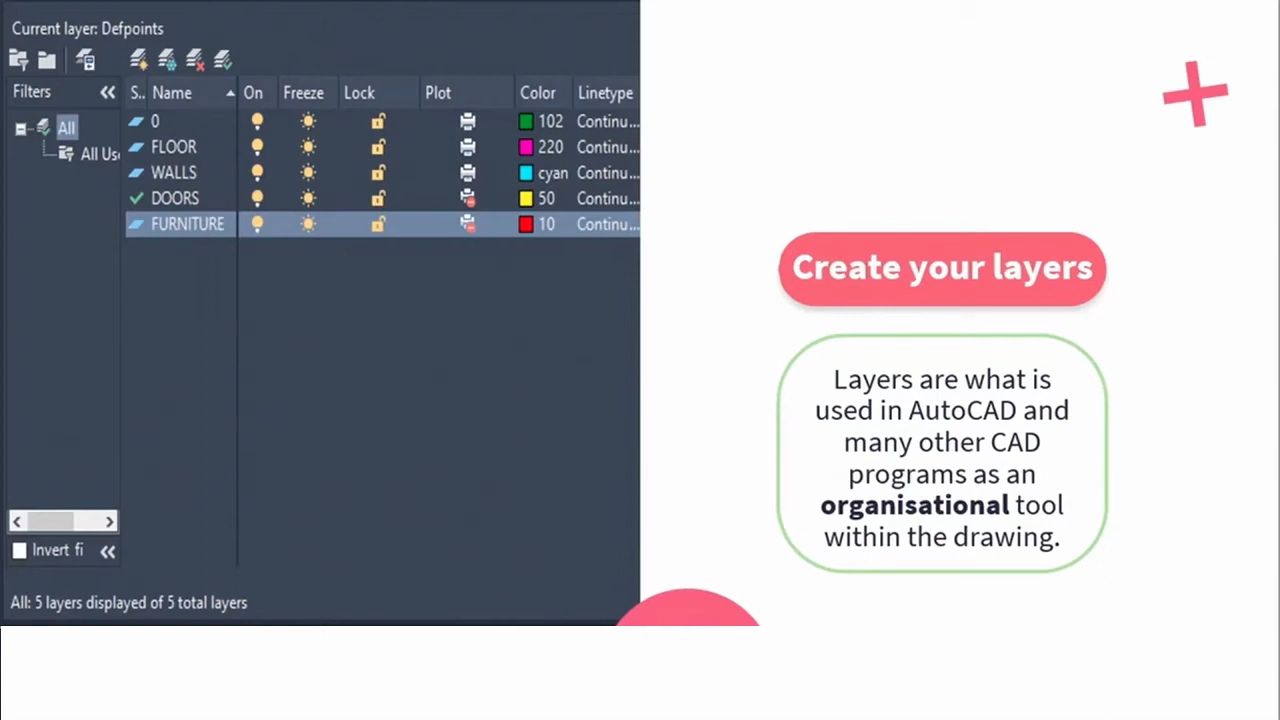 Current layer: Defpoints
Filters
S.. Name On Freeze Lock Plot Color Linetype
All
All Us
0 102 Continu...
FLOOR 220 Continu...
WALLS cyan Continu...
DOORS 50 Continu...
FURNITURE 10 Continu...
Invert fi
All: 5 layers displayed of 5 total layers
Create your layers
Layers are what is
used in AutoCAD and
many other CAD
programs as an
organisational tool
within the drawing.